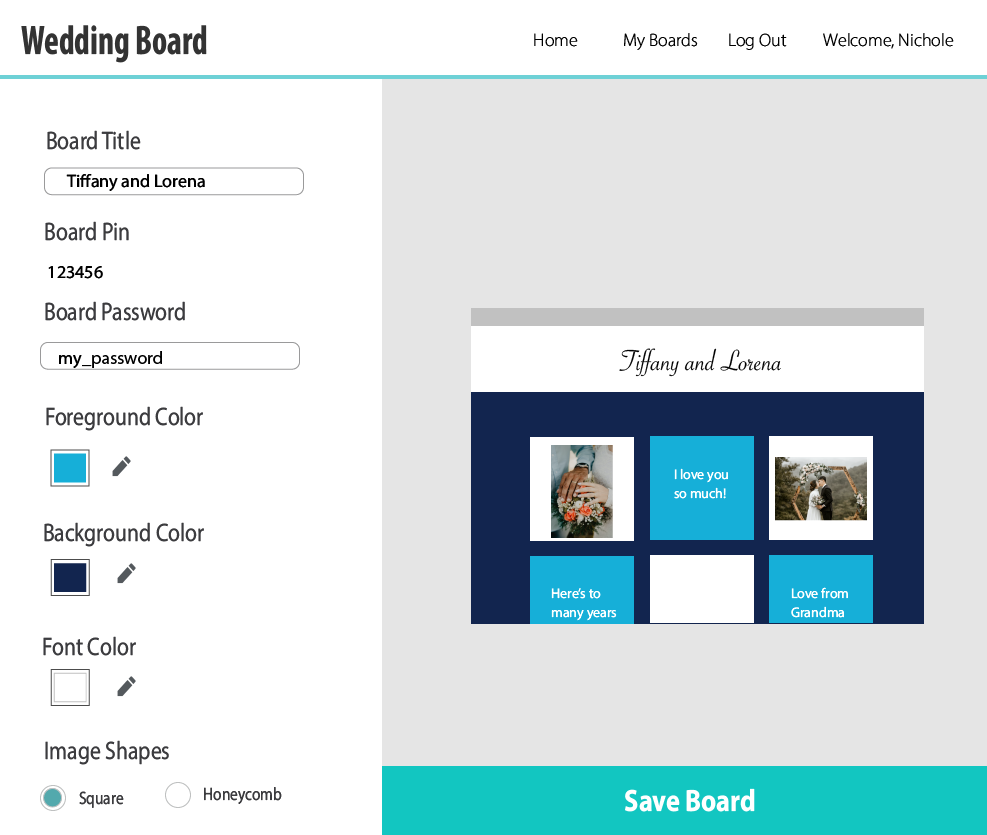 Wedding Board
Home My Boards Log Out Welcome, Nichole
Board Title
Tiffany and Lorena
Board Pin
123456
Board Password
my_password
Foreground Color
Background Color
Font Color
Image Shapes
Square Honeycomb
Tiffany and Lorena
I love you
so much!
Here's to
many years
Love from
Grandma
Save Board